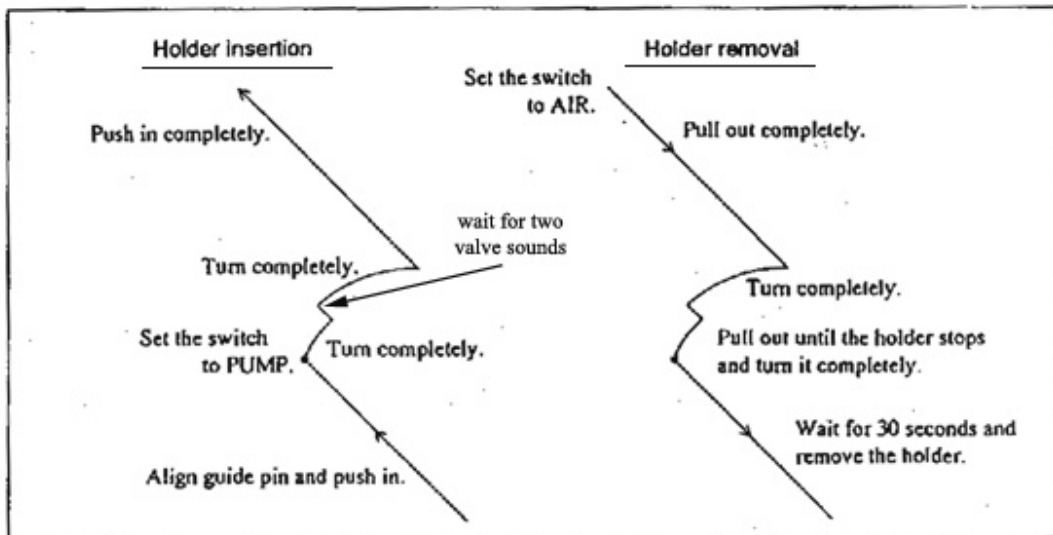 Holder insertion
Push in completely.
wait for two
valve sounds
Turn completely.
Set the switch
to PUMP.
Turn completely.
Align guide pin and push in.
Holder removal
Set the switch
to AIR.
Pull out completely.
Turn completely.
Pull out until the holder stops
and turn it completely.
Wait for 30 seconds and
remove the holder.